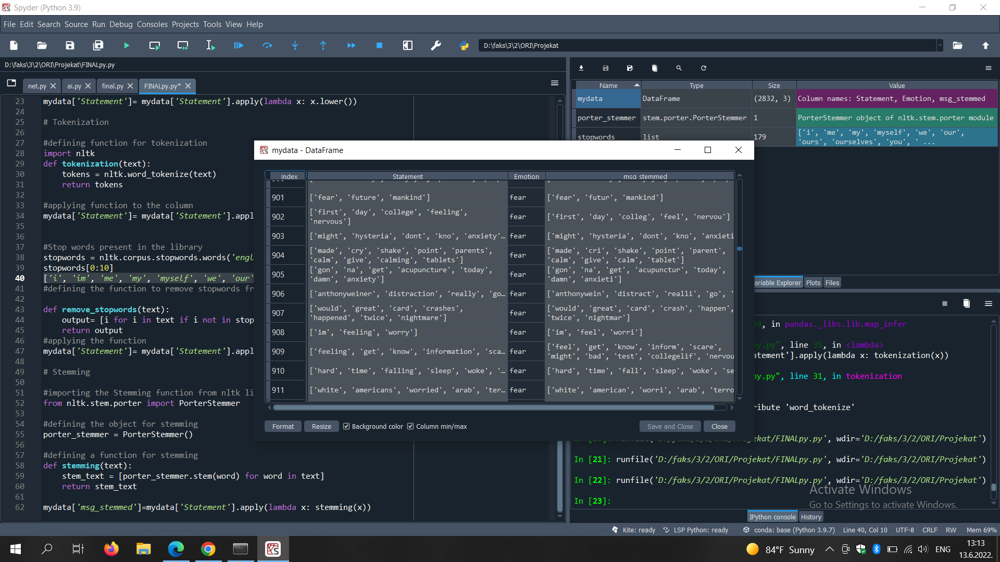 Spyder (Python 3.9)
File Edit Search Source Run Debug Consoles Projects Tools View Help
D:\faks\3\2\ORI\Projekat
D:\faks\3\2\ORI\Projekat\FINALpy.py
net.py
ai.py
final.py
FINALpy.py*
23 mydata['Statement']= mydata['Statement'].apply(lambda x: x.lower())
24
25 # Tokenization
26
27 #defining function for tokenization
28 import nltk
29 def tokenization(text):
30 tokens = nltk.word_tokenize(text)
31 return tokens
32
33 #applying function to the column
34 mydata['Statement']= mydata['Statement'].appl
35
36
37 #Stop words present in the library
38 stopwords = nltk.corpus.stopwords.words('engl
39 stopwords[0:10]
40 ['i', 'im', 'me', 'my', 'myself', 'we', 'our'
41 #defining the function to remove stopwords fr
42
43 def remove_stopwords(text):
44 output= [i for i in text if i not in stop
45 return output
46 #applying the function
47 mydata['Statement']= mydata['Statement'].appl
48
49 # Stemming
50
51 #importing the Stemming function from nltk li
52 from nltk.stem.porter import PorterStemmer
53
54 #defining the object for stemming
55 porter_stemmer = PorterStemmer()
56
57 #defining a function for stemming
58 def stemming(text):
59 stem_text = [porter_stemmer.stem(word) for word in text]
60 return stem_text
61
62 mydata['msg_stemmed']=mydata['Statement'].apply(lambda x: stemming(x))
Name Type Size Value
mydata DataFrame (2832, 3) Column names: Statement, Emotion, msg_stemmed
porter_stemmer stem.porter.PorterStemmer 1 PorterStemmer object of nltk.stem.porter module
stopwords list 179 ['i', 'me', 'my', 'myself', 'we', 'our',
'ours', 'ourselves', 'you', ' ...
mydata - DataFrame
Index Statement Emotion msg_stemmed
901 ['fear', 'future', 'mankind'] fear ['fear', 'futur', 'mankind']
902 ['first', 'day', 'college', 'feeling',
'nervous'] fear ['first', 'day', 'colleg', 'feel', 'nervou']
903 ['might', 'hysteria', 'dont', 'kno', 'anxiety'… fear ['might', 'hysteria', 'dont', 'kno', 'anxieti
904 ['made', 'cry', 'shake', 'point', 'parents',
'calm', 'give', 'calming', 'tablets'] fear ['made', 'cri', 'shake', 'point', 'parent',
'calm', 'give', 'calm', 'tablet']
905 ['gon', 'na', 'get', 'acupuncture', 'today',
'damn', 'anxiety'] fear ['gon', 'na', 'get', 'acupunctur', 'today',
'damn', 'anxieti']
906 ['anthonyweiner', 'distraction', 'really', 'go… fear ['anthonywein', 'distract', 'realli', 'go', '
907 ['would', 'great', 'card', 'crashes',
'happened', 'twice', 'nightmare'] fear ['would', 'great', 'card', 'crash', 'happen',
'twice', 'nightmar']
908 ['im', 'feeling', 'worry'] fear ['im', 'feel', 'worri']
909 ['feeling', 'get', 'know', 'information', 'sca… fear ['feel', 'get', 'know', 'inform', 'scare',
'might', 'bad', 'test', 'collegelif', 'nervou
910 ['hard', 'time', 'falling', 'sleep', 'woke', '… fear ['hard', 'time', 'fall', 'sleep', 'woke', 'se
911 ['white', 'americans', 'worried', 'arab', 'ter… fear ['white', 'american', 'worri', 'arab', 'terro
Format Resize Background color Column min/max Save and Close Close
ariable Explorer Plots Files
9, in pandas._libs.lib.map_infer
py.py", line 35, in <lambda>
atement'].apply(lambda x: tokenization(x))
py.py", line 31, in tokenization
ribute 'word_tokenize'
runfile('D:/faks/3/2/ORI/Projekat/FINALpy.py', wdir='D:/faks/3/2/ORI/Projekat')
In [21]: runfile('D:/faks/3/2/ORI/Projekat/FINALpy.py', wdir='D:/faks/3/2/ORI/Projekat')
In [22]: runfile('D:/faks/3/2/ORI/Projekat/FINALpy.py', wdir='D:/faks/3/2/ORI/Projekat')
In [23]:
Activate Windows
Go to Settings to activate Windows.
IPython console History
Kite: ready LSP Python: ready conda: base (Python 3.9.7) Line 40, Col 10 UTF-8 CRLF RW Mem 69%
84°F Sunny ENG 13:13
13.6.2022.